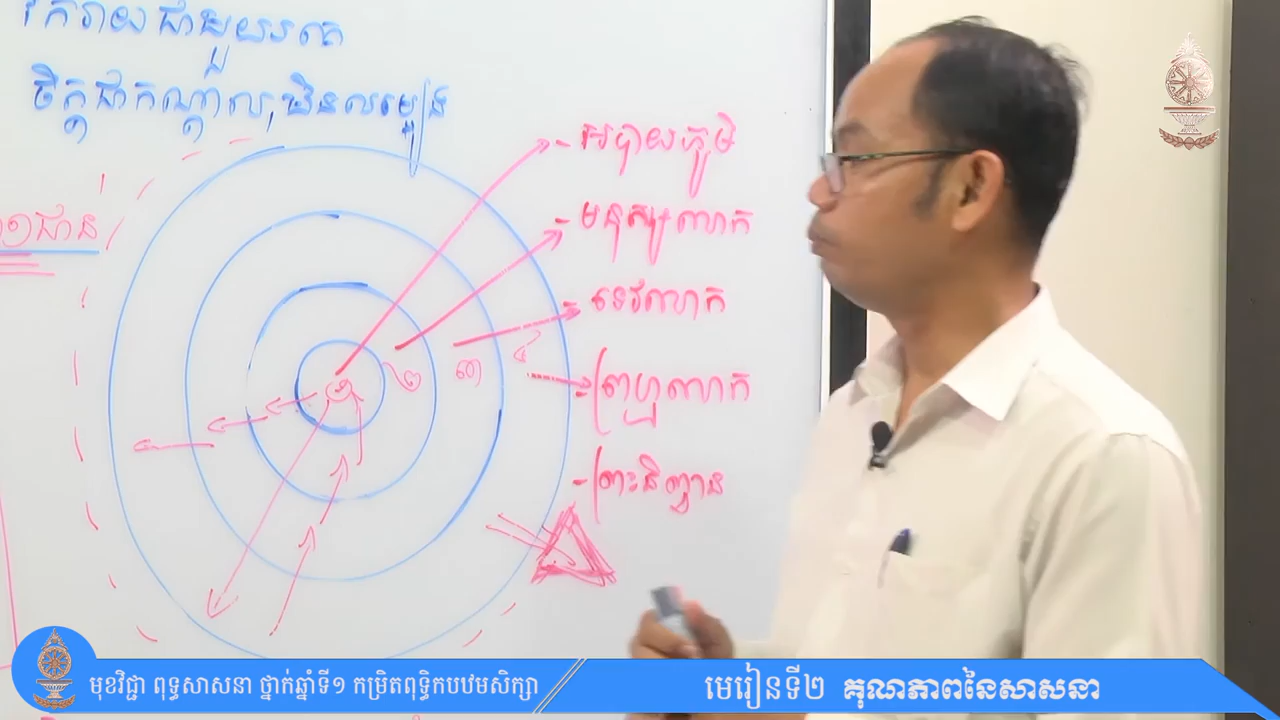 ចិត្តជាកណ្ដាល, មិនលម្អៀង
- អបាយភូមិ
- មនុស្សលោក
- ទេវលោក
- ព្រហ្មលោក
- ព្រះនិព្វាន
១ ២ ៣ ៤
មុខវិជ្ជា ពុទ្ធសាសនា ថ្នាក់ឆ្នាំទី១ កម្រិតពុទ្ធិកបឋមសិក្សា
មេរៀនទី២ គុណភាពនៃសាសនា